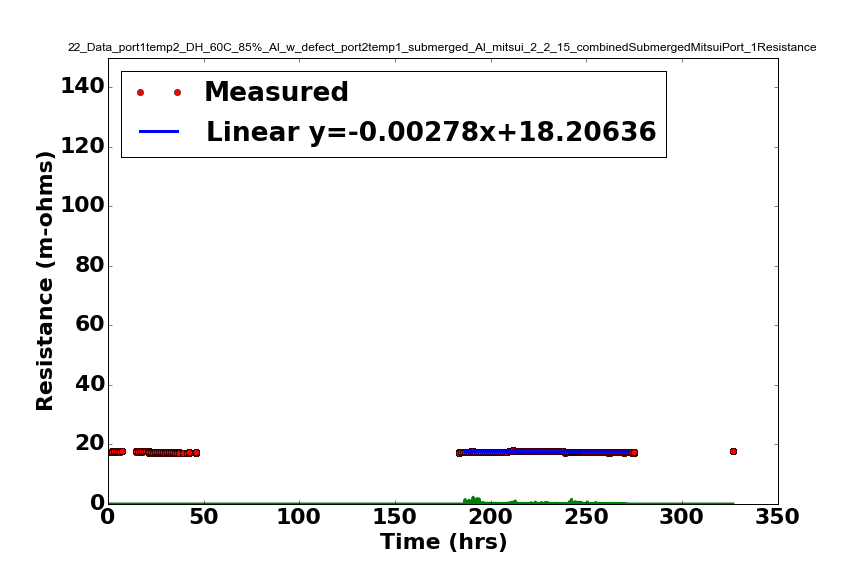 22_Data_port1temp2_DH_60C_85%_Al_w_defect_port2temp1_submerged_Al_mitsui_2_2_15_combinedSubmergedMitsuiPort_1Resistance
Measured
Linear y=-0.00278x+18.20636
Resistance (m-ohms)
140
120
100
80
60
40
20
0
0 50 100 150 200 250 300 350
Time (hrs)